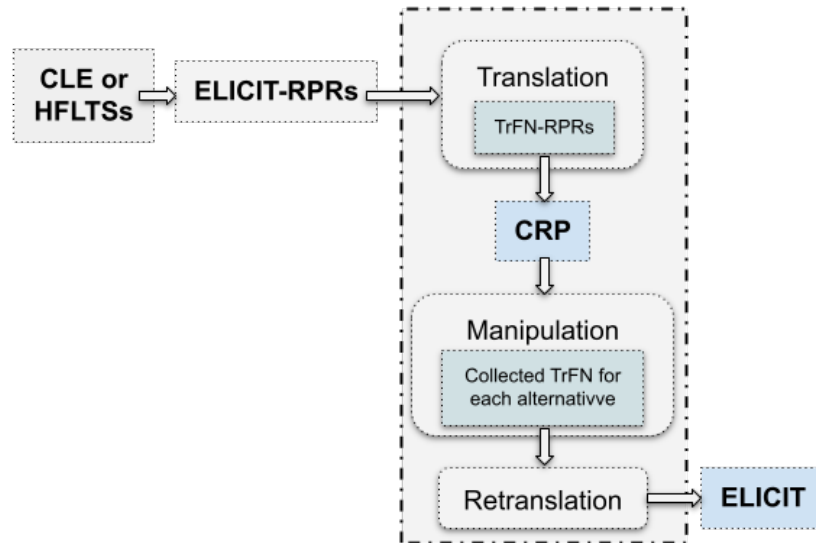 CLE or
HFLTSs
ELICIT-RPRs
Translation
TrFN-RPRs
CRP
Manipulation
Collected TrFN for
each alternativve
Retranslation
ELICIT